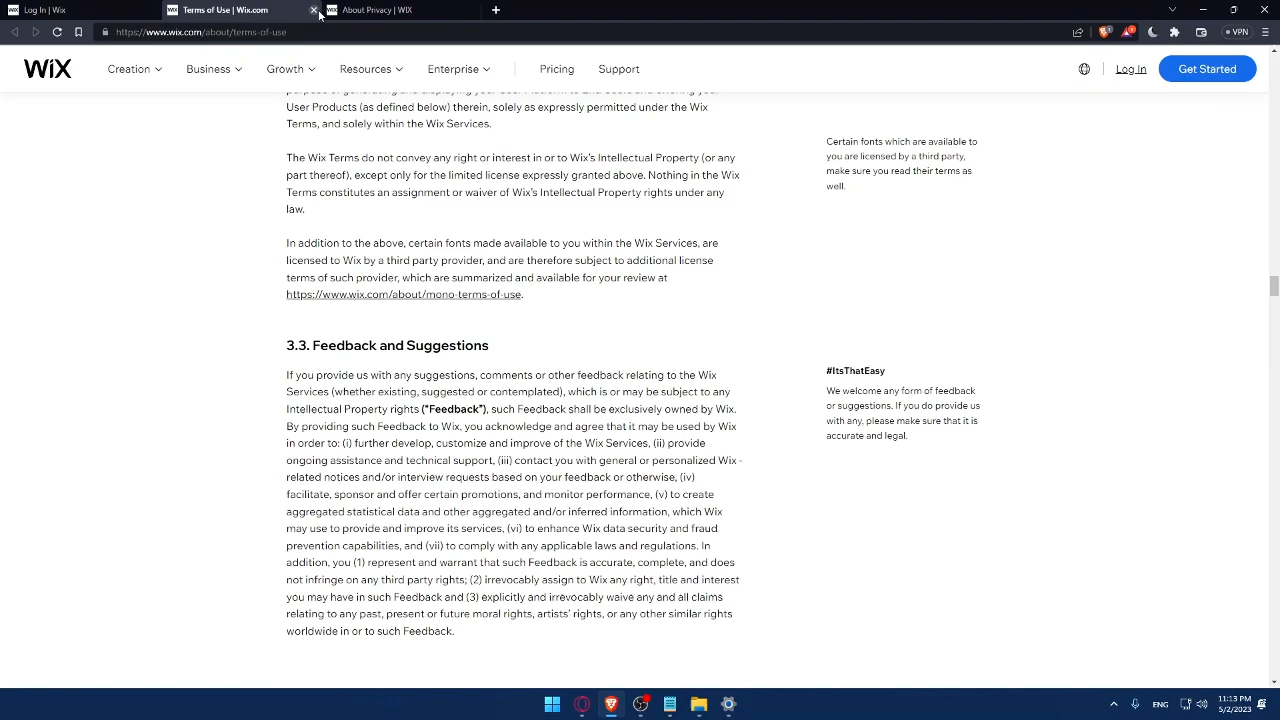 Log In | Wix
Terms of Use | Wix.com
About Privacy | WIX
https://www.wix.com/about/terms-of-use
1
1
VPN
WiX
Creation
Business
Growth
Resources
Enterprise
Pricing
Support
Log In
Get Started
User Products (as defined below) therein, solely as expressly permitted under the Wix
Terms, and solely within the Wix Services.
The Wix Terms do not convey any right or interest in or to Wix's Intellectual Property (or any
part thereof), except only for the limited license expressly granted above. Nothing in the Wix
Terms constitutes an assignment or waiver of Wix's Intellectual Property rights under any
law.
In addition to the above, certain fonts made available to you within the Wix Services, are
licensed to Wix by a third party provider, and are therefore subject to additional license
terms of such provider, which are summarized and available for your review at
https://www.wix.com/about/mono-terms-of-use.
Certain fonts which are available to
you are licensed by a third party,
make sure you read their terms as
well.
3.3. Feedback and Suggestions
If you provide us with any suggestions, comments or other feedback relating to the Wix
Services (whether existing, suggested or contemplated), which is or may be subject to any
Intellectual Property rights ("Feedback"), such Feedback shall be exclusively owned by Wix.
By providing such Feedback to Wix, you acknowledge and agree that it may be used by Wix
in order to: (i) further develop, customize and improve of the Wix Services, (ii) provide
ongoing assistance and technical support, (iii) contact you with general or personalized Wix -
related notices and/or interview requests based on your feedback or otherwise, (iv)
facilitate, sponsor and offer certain promotions, and monitor performance, (v) to create
aggregated statistical data and other aggregated and/or inferred information, which Wix
may use to provide and improve its services, (vi) to enhance Wix data security and fraud
prevention capabilities, and (vii) to comply with any applicable laws and regulations. In
addition, you (1) represent and warrant that such Feedback is accurate, complete, and does
not infringe on any third party rights; (2) irrevocably assign to Wix any right, title and interest
you may have in such Feedback and (3) explicitly and irrevocably waive any and all claims
relating to any past, present or future moral rights, artists' rights, or any other similar rights
worldwide in or to such Feedback.
#ItsThatEasy
We welcome any form of feedback
or suggestions. If you do provide us
with any, please make sure that it is
accurate and legal.
ENG
11:13 PM
5/2/2023